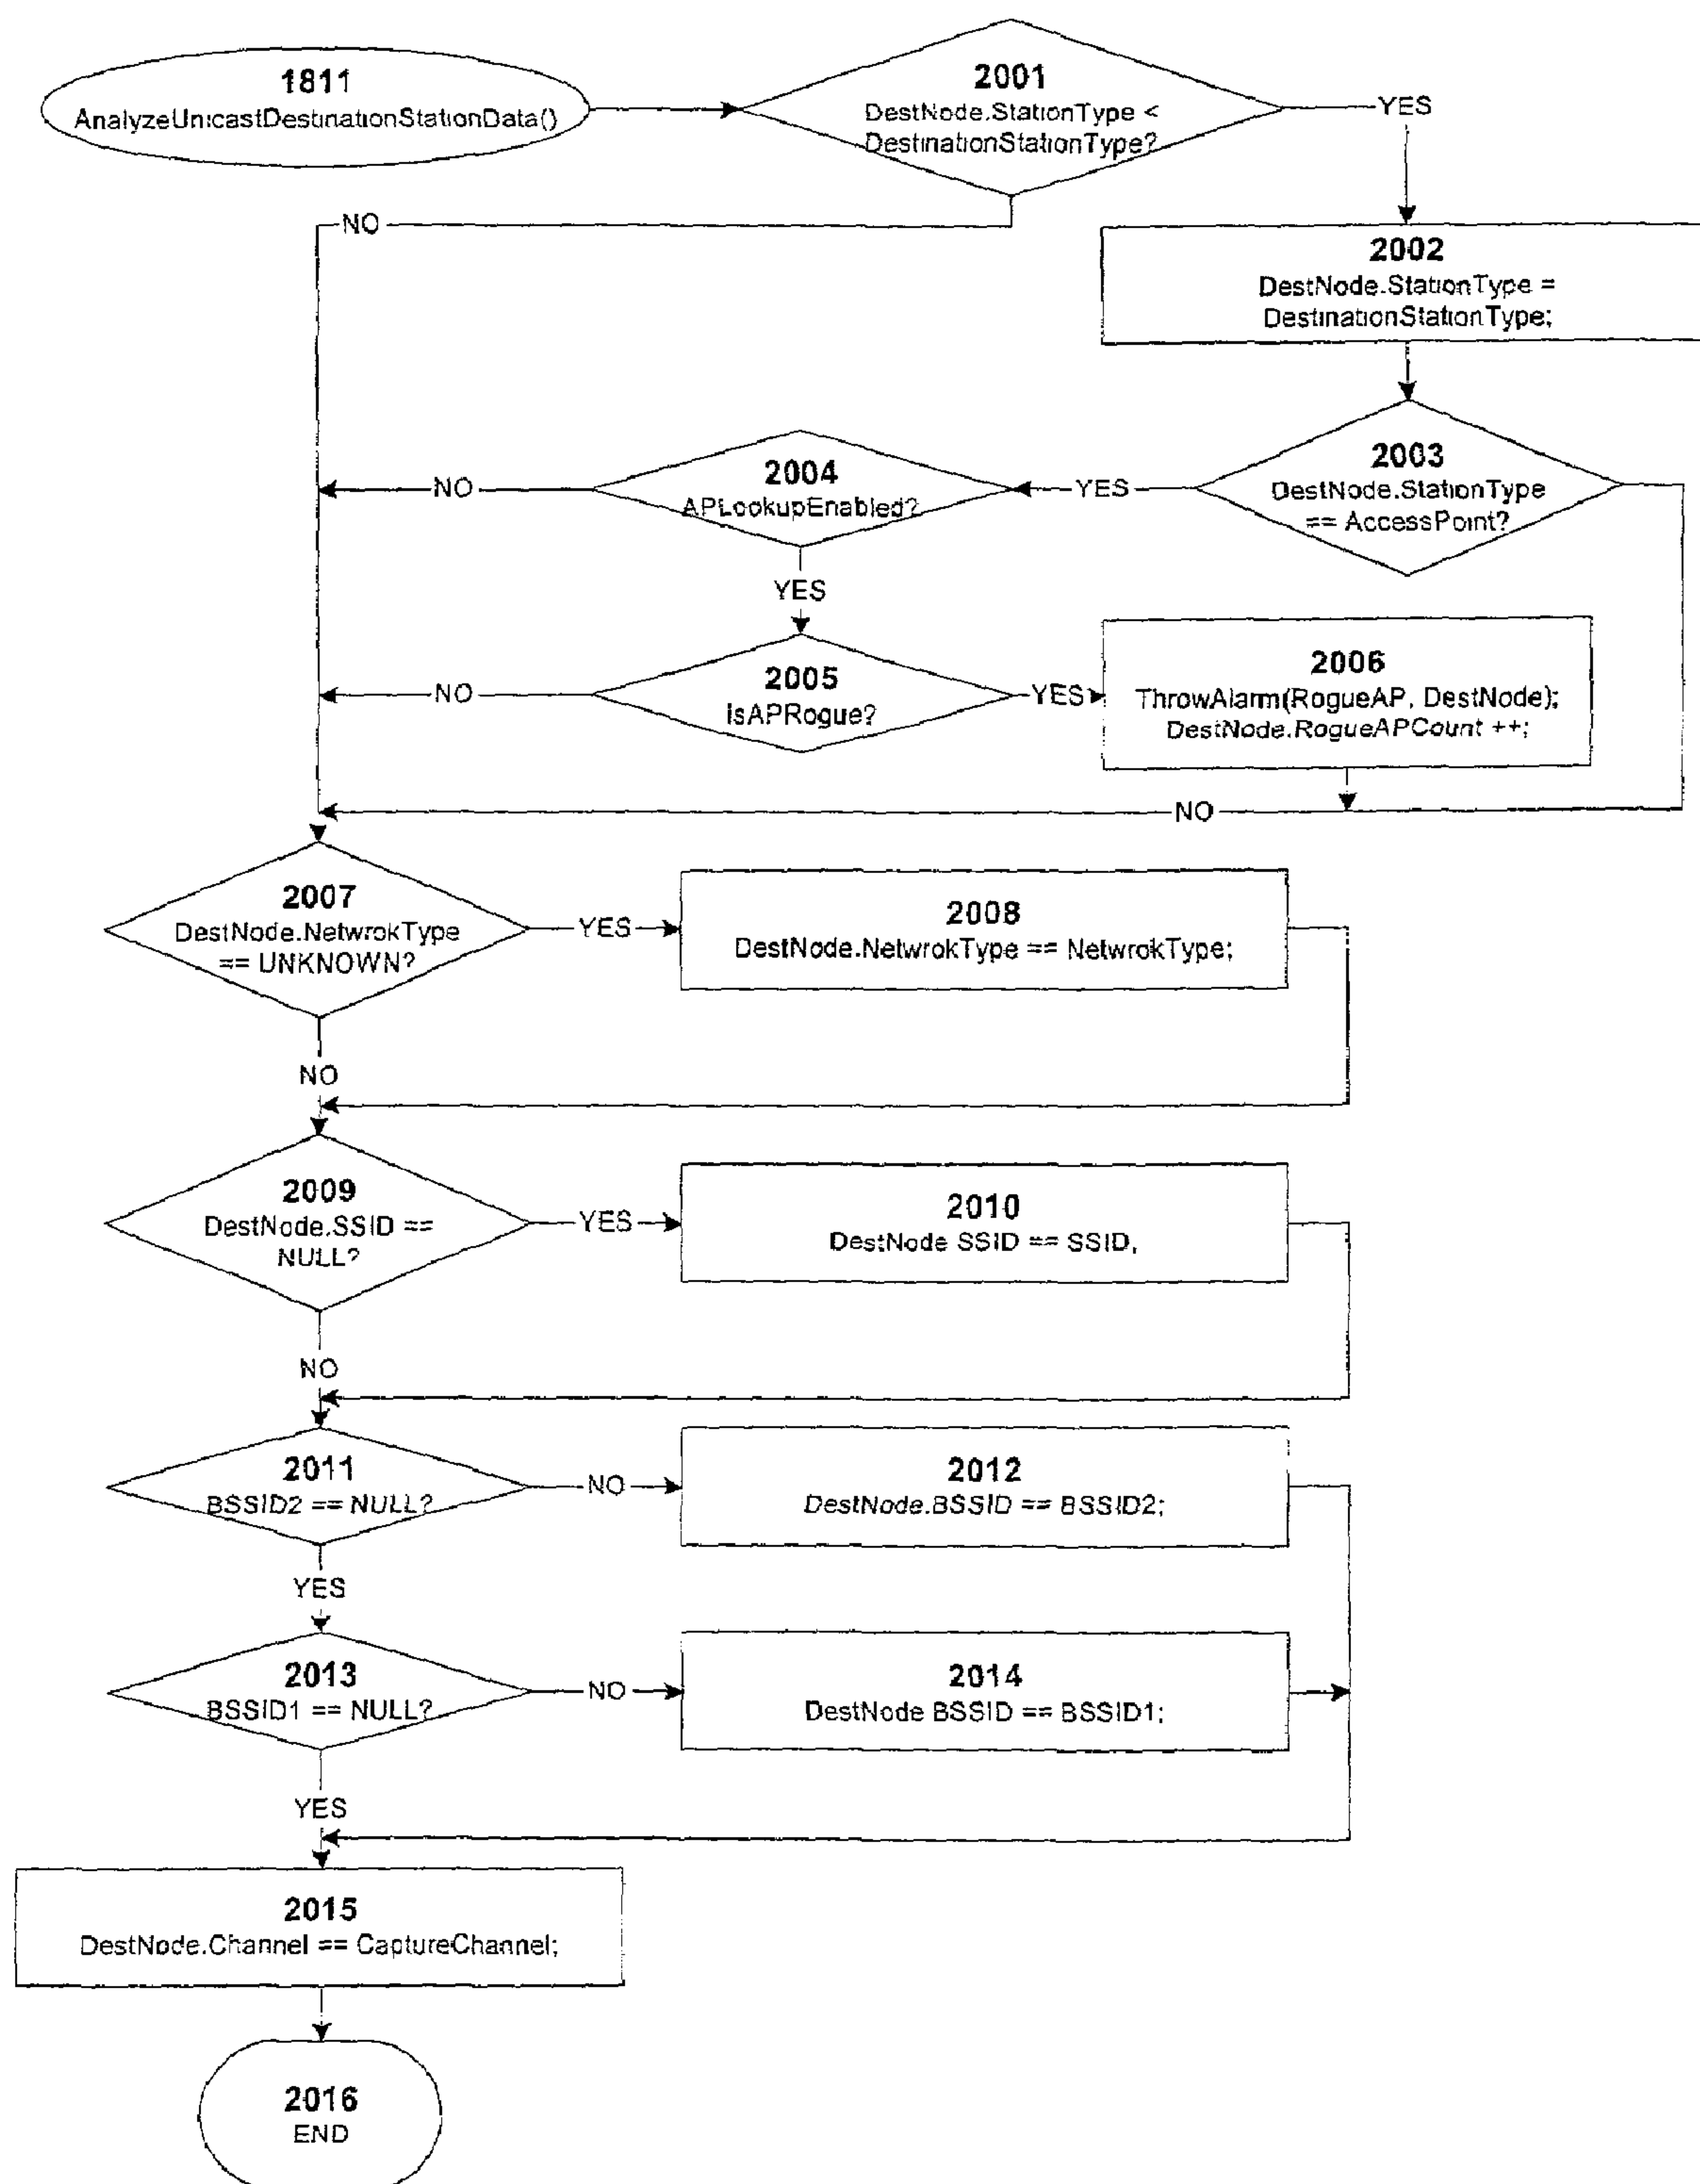 1811
AnalyzeUnicastDestinationStationData()
2001
DestNode.StationType <
DestinationStationType?
YES
NO
2002
DestNode.StationType =
DestinationStationType;
2003
DestNode.StationType
== AccessPoint?
YES
2004
APLookupEnabled?
NO
YES
2005
IsAPRogue?
NO
YES
2006
ThrowAlarm(RogueAP, DestNode);
DestNode.RogueAPCount ++;
NO
2007
DestNode.NetwrokType
== UNKNOWN?
YES
2008
DestNode.NetwrokType == NetwrokType;
NO
2009
DestNode.SSID ==
NULL?
YES
2010
DestNode SSID == SSID,
NO
2011
BSSID2 == NULL?
NO
2012
DestNode.BSSID == BSSID2;
YES
2013
BSSID1 == NULL?
NO
2014
DestNode BSSID == BSSID1;
YES
2015
DestNode.Channel == CaptureChannel;
2016
END